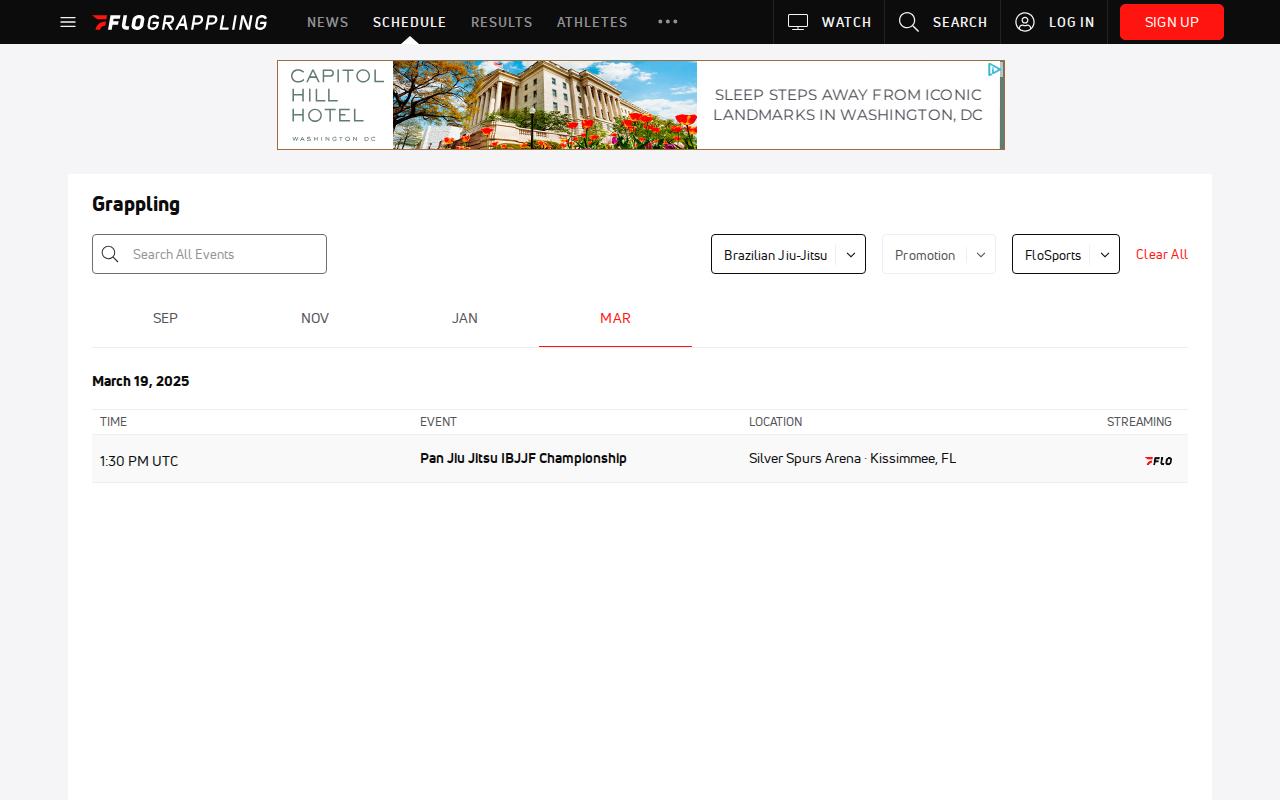 FLOGRAPPLING
NEWS
SCHEDULE
RESULTS
ATHLETES
WATCH
SEARCH
LOG IN
SIGN UP
CAPITOL
HILL
HOTEL
WASHINGTON DC
SLEEP STEPS AWAY FROM ICONIC
LANDMARKS IN WASHINGTON, DC
Grappling
Search All Events
Brazilian Jiu-Jitsu
Promotion
FloSports
Clear All
SEP
NOV
JAN
MAR
March 19, 2025
TIME
EVENT
LOCATION
STREAMING
1:30 PM UTC
Pan Jiu Jitsu IBJJF Championship
Silver Spurs Arena · Kissimmee, FL
FLO